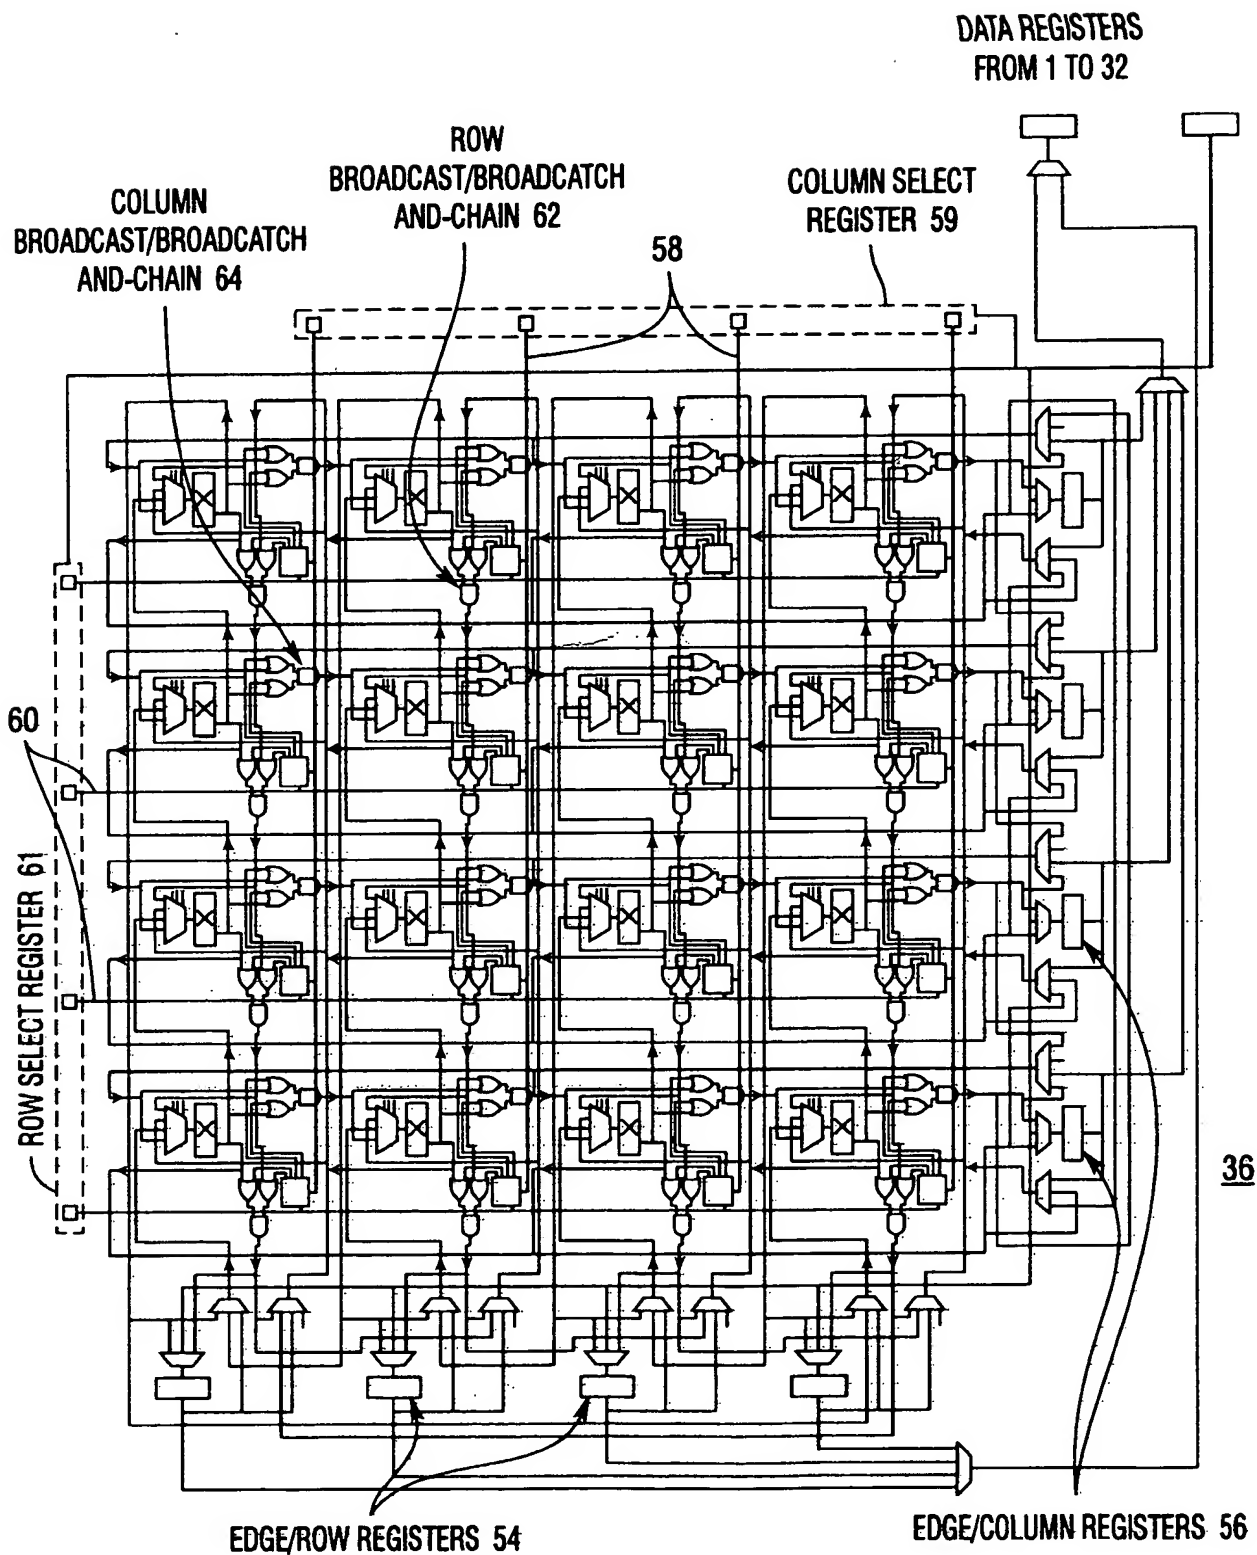 DATA REGISTERS
FROM 1 TO 32
ROW
BROADCAST/BROADCATCH
AND-CHAIN 62
COLUMN SELECT
REGISTER 59
COLUMN
BROADCAST/BROADCATCH
AND-CHAIN 64
58
60
ROW SELECT REGISTER 61
36
EDGE/ROW REGISTERS 54
EDGE/COLUMN REGISTERS 56